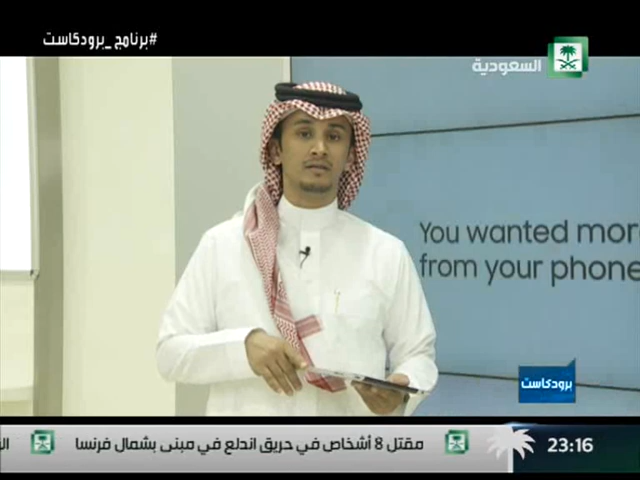 #برنامج_برودكاست
السعودية
You wanted more
from your phone
برودكاست
مقتل 8 أشخاص في حريق اندلع في مبنى بشمال فرنسا
23:16